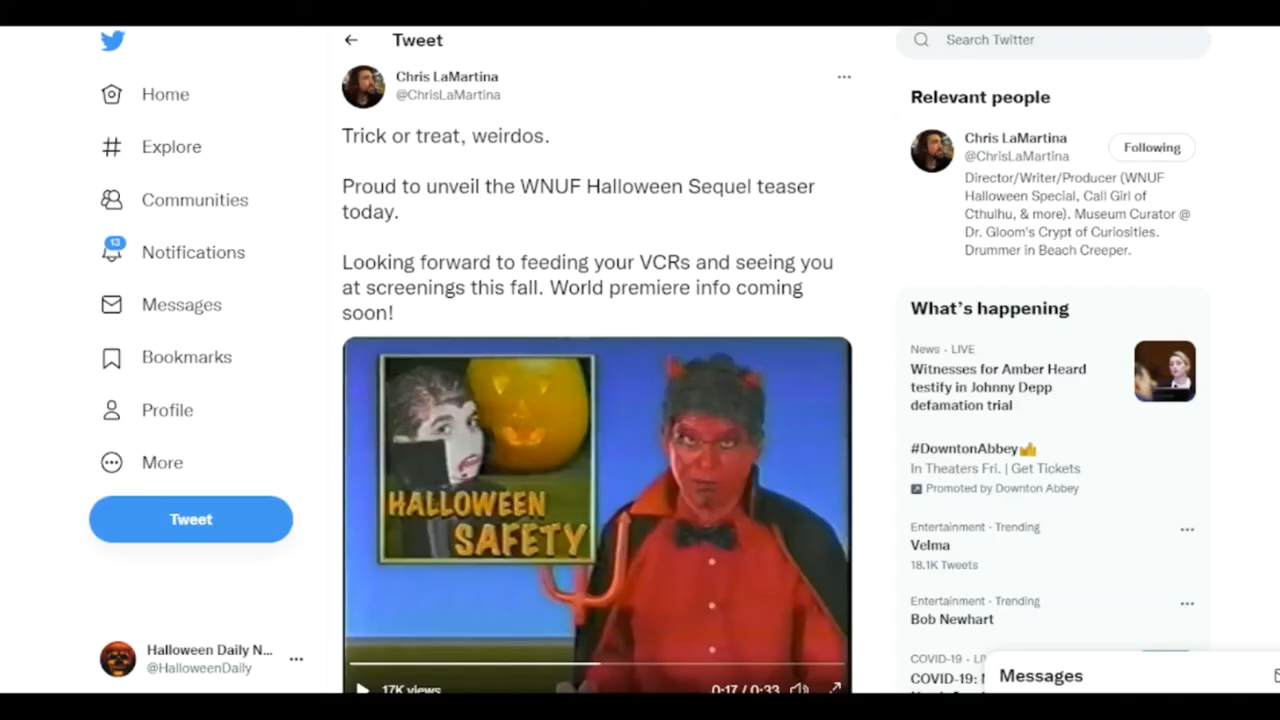 Home
Explore
Communities
13
Notifications
Messages
Bookmarks
Profile
More
Tweet
Halloween Daily N...
@HalloweenDaily
Tweet
Chris LaMartina
@ChrisLaMartina
Trick or treat, weirdos.
Proud to unveil the WNUF Halloween Sequel teaser
today.
Looking forward to feeding your VCRs and seeing you
at screenings this fall. World premiere info coming
soon!
HALLOWEEN
SAFETY
17K views
0:17 / 0:33
Search Twitter
Relevant people
Chris LaMartina
@ChrisLaMartina
Following
Director/Writer/Producer (WNUF
Halloween Special, Call Girl of
Cthulhu, & more). Museum Curator @
Dr. Gloom's Crypt of Curiosities.
Drummer in Beach Creeper.
What's happening
News · LIVE
Witnesses for Amber Heard
testify in Johnny Depp
defamation trial
#DowntonAbbey
In Theaters Fri. | Get Tickets
Promoted by Downton Abbey
Entertainment · Trending
Velma
18.1K Tweets
Entertainment · Trending
Bob Newhart
COVID-19 ·
COVID-19:
Messages